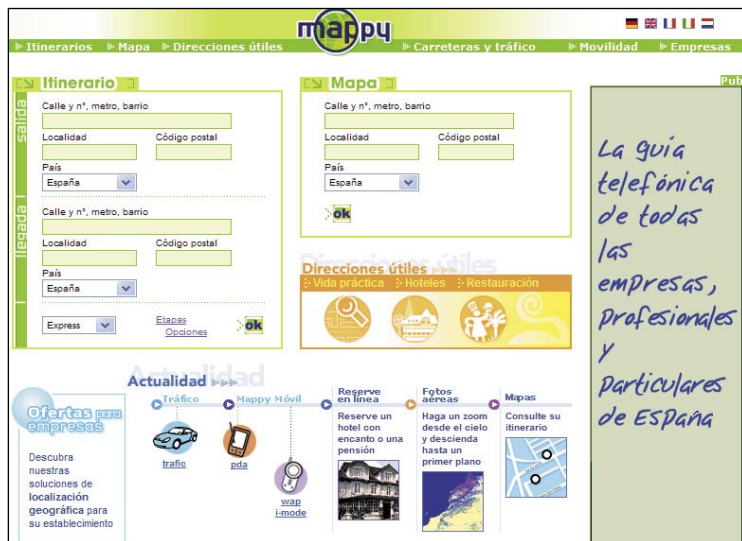 mappy
Itinerarios Mapa Direcciones útiles Carreteras y tráfico Movilidad Empresas
Itinerario
salida
Calle y nº, metro, barrio
Localidad Código postal
País
España
llegada
Calle y nº, metro, barrio
Localidad Código postal
País
España
Express
Etapas
Opciones
ok
Mapa
Calle y nº, metro, barrio
Localidad Código postal
País
España
ok
Direcciones útiles
Direcciones útiles
Vida práctica Hoteles Restauración
Pub
La guía
telefónica
de todas
las
empresas,
profesionales
y
particulares
de España
Actualidad
Actualidad
Ofertas para
empresas
Descubra
nuestras
soluciones de
localización
geográfica para
su establecimiento
Tráfico
trafic
Mappy Móvil
pda
wap
i-mode
Reserve
en línea
Reserve un
hotel con
encanto o una
pensión
Fotos
aéreas
Haga un zoom
desde el cielo
y descienda
hasta un
primer plano
Mapas
Consulte su
itinerario